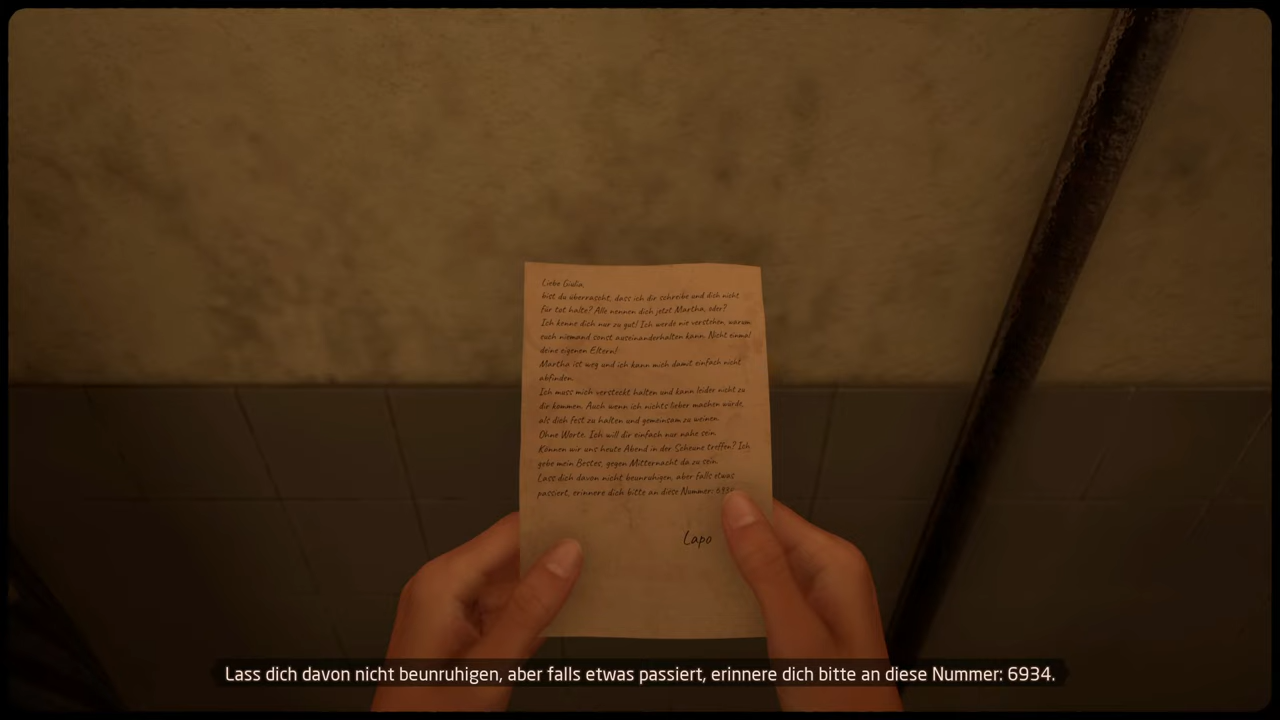 Liebe Giulia,
bist du überrascht, dass ich dir schreibe und dich nicht
für tot halte? Alle nennen dich jetzt Martha, oder?
Ich kenne dich nur zu gut! Ich werde nie verstehen, warum
euch niemand sonst auseinanderhalten kann. Nicht einmal
deine eigenen Eltern!
Martha ist weg und ich kann mich damit einfach nicht
abfinden.
Ich muss mich versteckt halten und kann leider nicht zu
dir kommen. Auch wenn ich nichts lieber machen würde,
als dich fest zu halten und gemeinsam zu weinen.
Ohne Worte. Ich will dir einfach nur nahe sein.
Können wir uns heute Abend in der Scheune treffen? Ich
gebe mein Bestes, gegen Mitternacht da zu sein.
Lass dich davon nicht beunruhigen, aber falls etwas
passiert, erinnere dich bitte an diese Nummer: 6934
Lapo
Lass dich davon nicht beunruhigen, aber falls etwas passiert, erinnere dich bitte an diese Nummer: 6934.